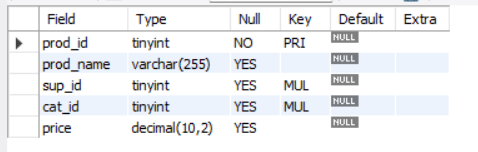 Field Type Null Key Default Extra
prod_id tinyint NO PRI NULL
prod_name varchar(255) YES NULL
sup_id tinyint YES MUL NULL
cat_id tinyint YES MUL NULL
price decimal(10,2) YES NULL